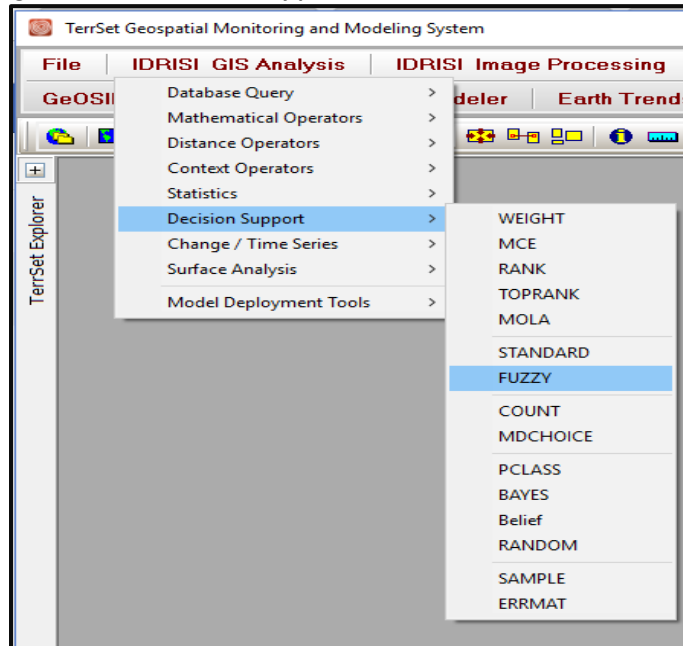 TerrSet Geospatial Monitoring and Modeling System
File IDRISI GIS Analysis IDRISI Image Processing
Database Query >
Mathematical Operators >
Distance Operators >
Context Operators >
Statistics >
Decision Support >
Change / Time Series >
Surface Analysis >
Model Deployment Tools >
Earth Trend
TerrSet Explorer
WEIGHT
MCE
RANK
TOPRANK
MOLA
STANDARD
FUZZY
COUNT
MDCHOICE
PCLASS
BAYES
Belief
RANDOM
SAMPLE
ERRMAT